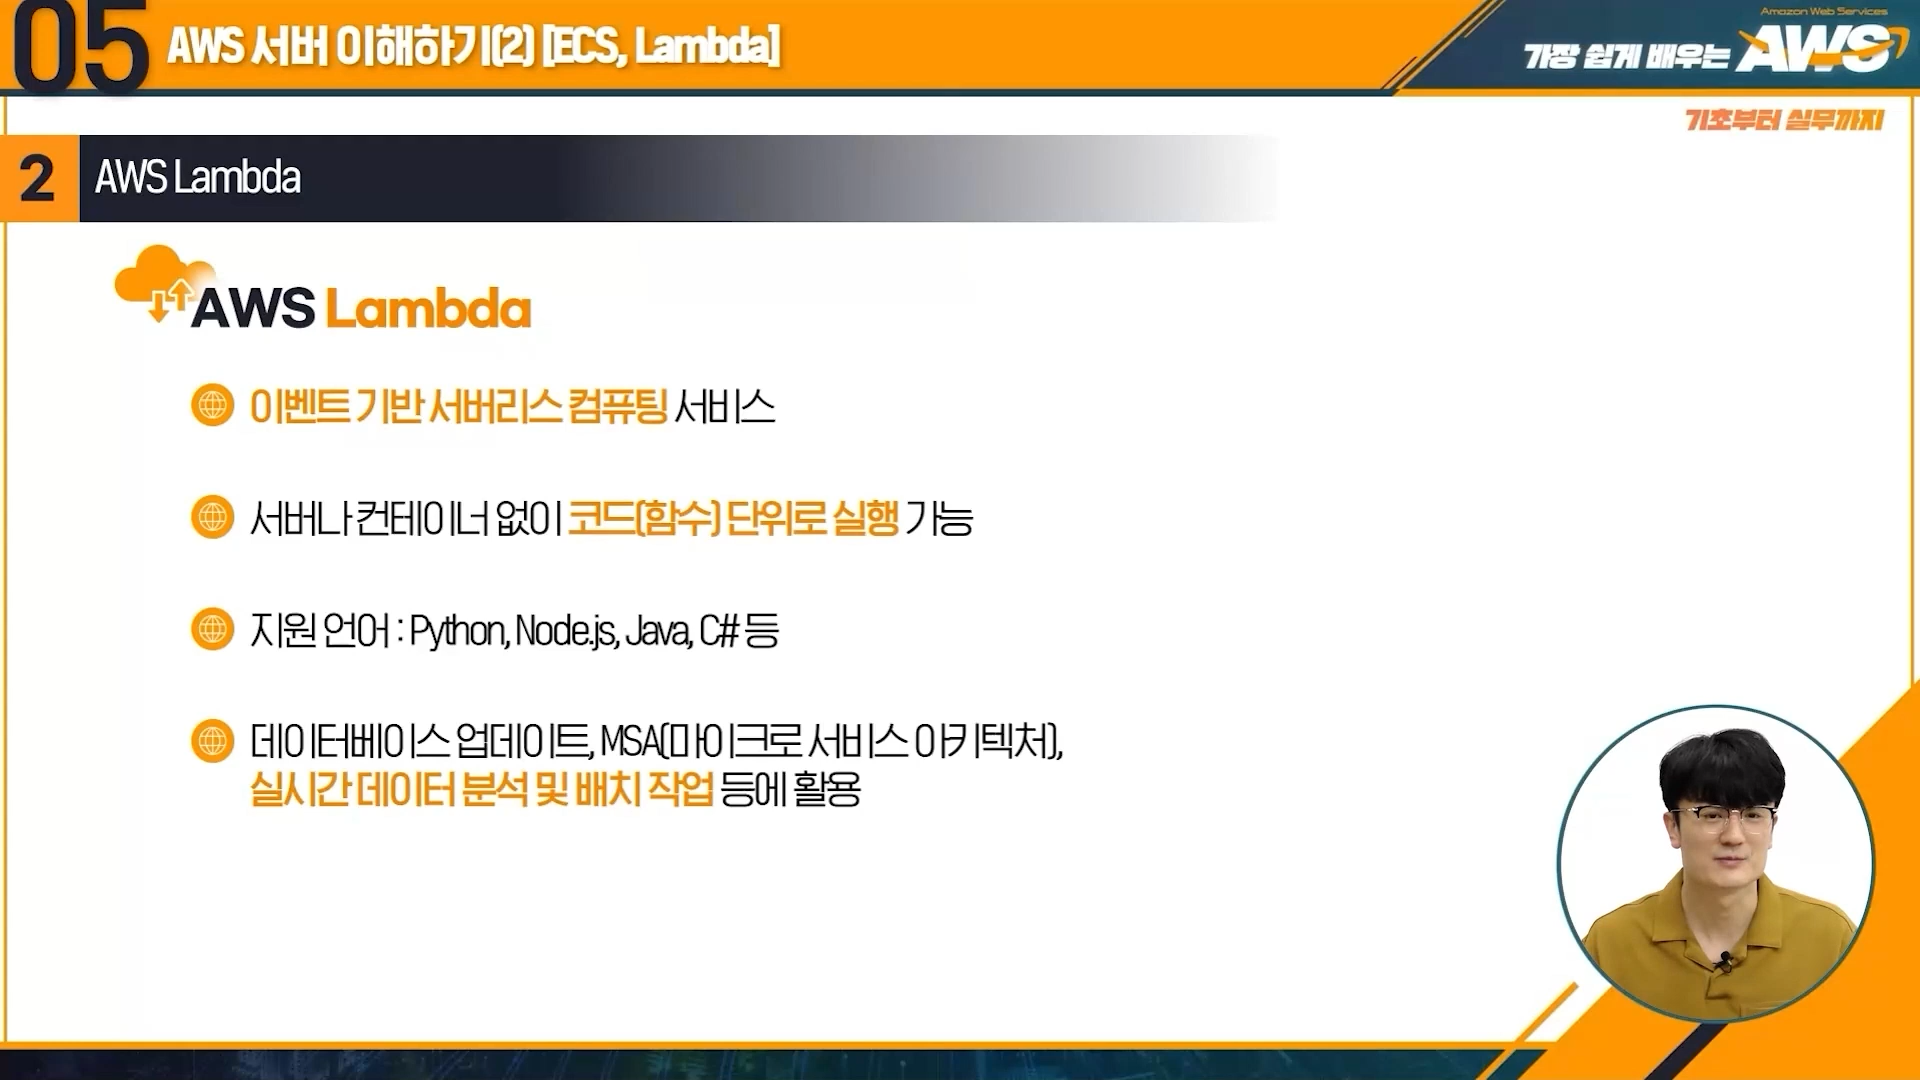 05
AWS 서버 이해하기(2) [ECS, Lambda]
Amazon Web Services
가장 쉽게 배우는 AWS
기초부터 실무까지
2
AWS Lambda
AWS Lambda
이벤트 기반 서버리스 컴퓨팅 서비스
서버나 컨테이너 없이 코드(함수) 단위로 실행 가능
지원 언어 : Python, Node.js, Java, C# 등
데이터베이스 업데이트, MSA(마이크로 서비스 아키텍처),
실시간 데이터 분석 및 배치 작업 등에 활용